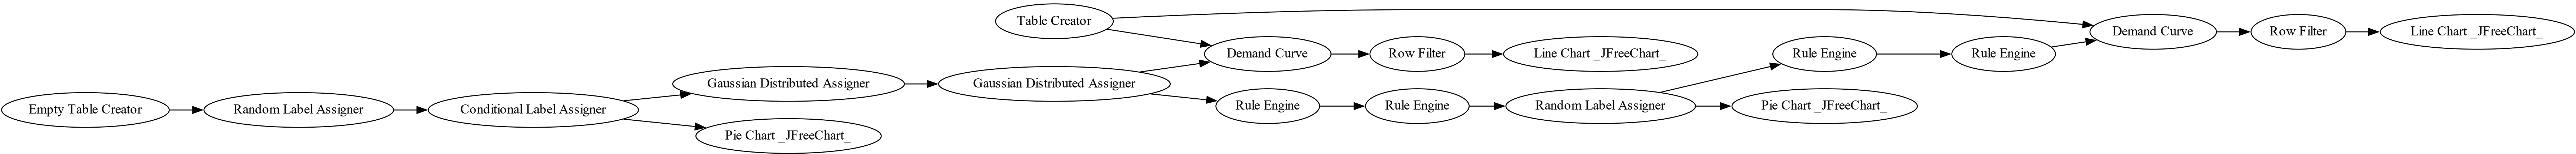 Table Creator
Demand Curve
Row Filter
Line Chart _JFreeChart_
Demand Curve
Row Filter
Line Chart _JFreeChart_
Rule Engine
Rule Engine
Gaussian Distributed Assigner
Gaussian Distributed Assigner
Empty Table Creator
Random Label Assigner
Conditional Label Assigner
Rule Engine
Rule Engine
Random Label Assigner
Pie Chart _JFreeChart_
Pie Chart _JFreeChart_